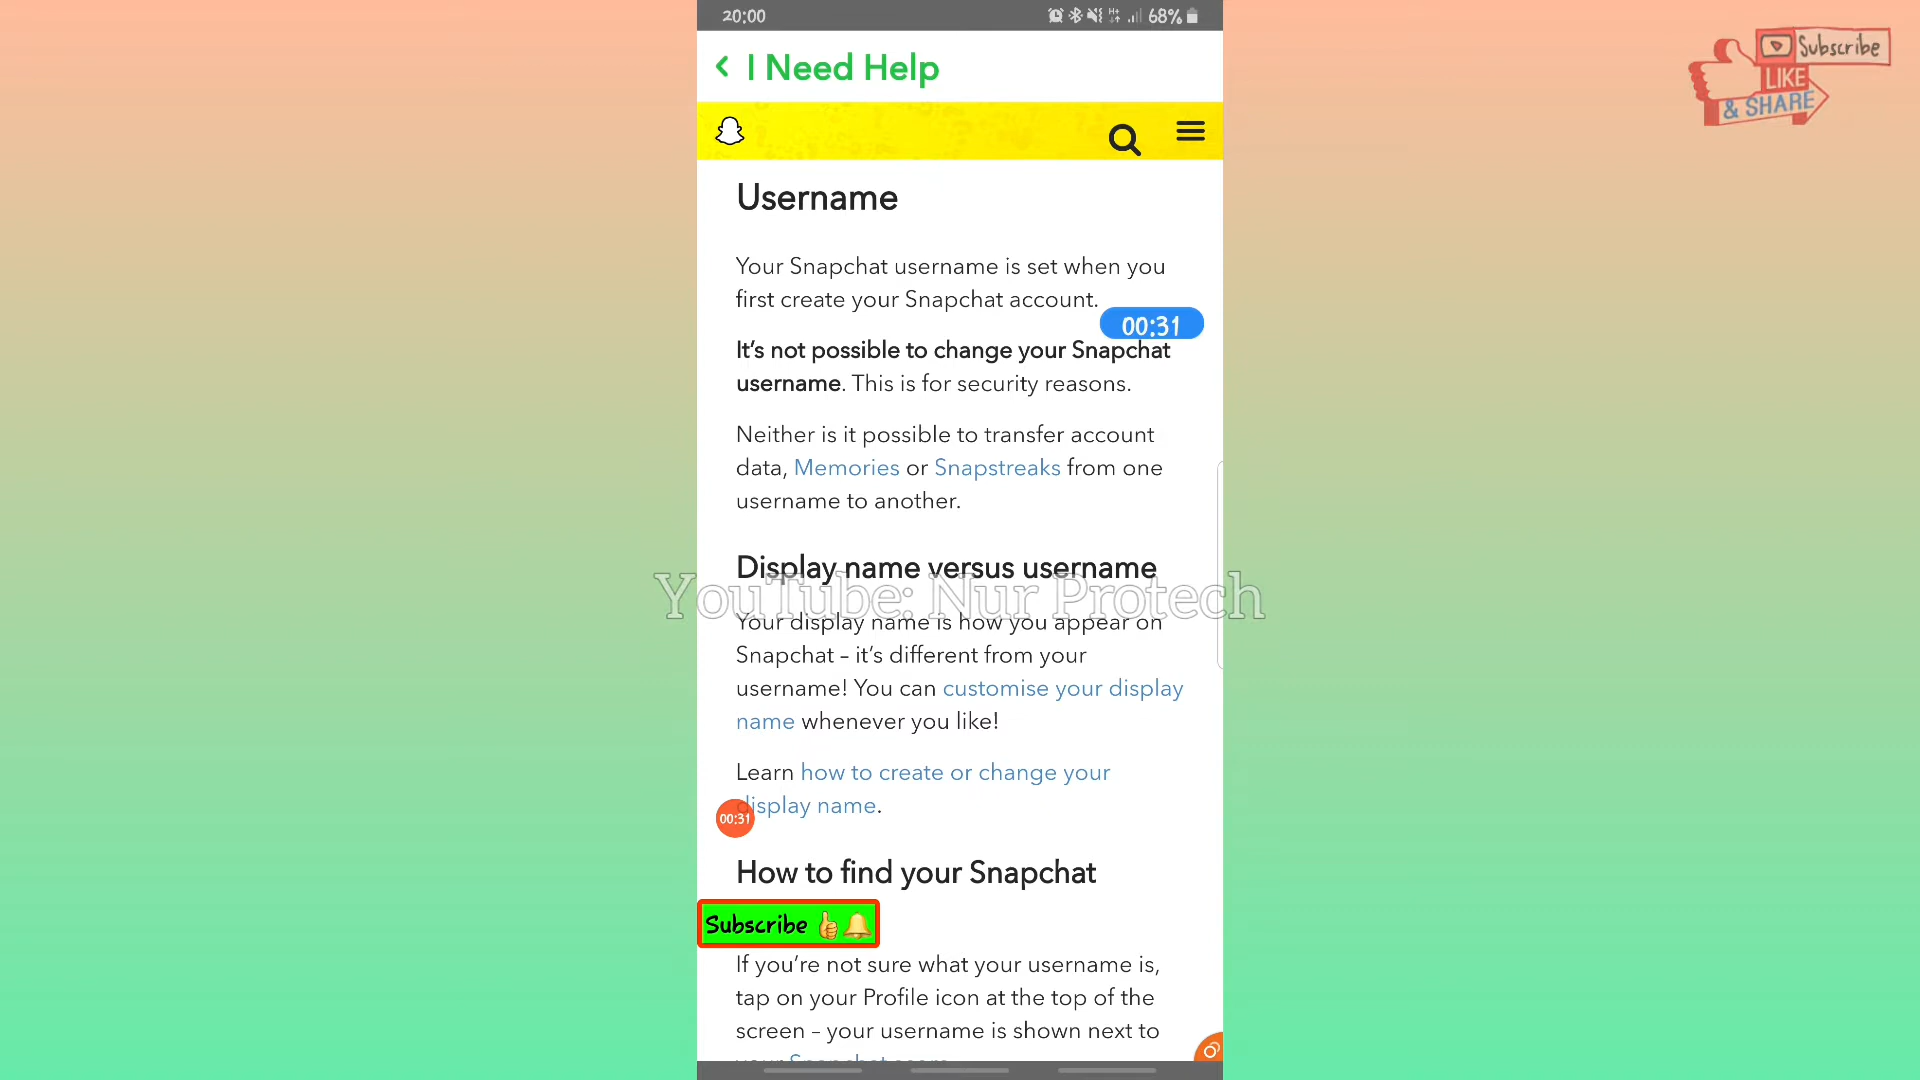 20:00
68%
I Need Help
Subscribe
LIKE
& SHARE
Username
Your Snapchat username is set when you
first create your Snapchat account.
00:31
It's not possible to change your Snapchat
username. This is for security reasons.
Neither is it possible to transfer account
data, Memories or Snapstreaks from one
username to another.
Display name versus username
YouTube: Nur Protech
Your display name is how you appear on
Snapchat – it's different from your
username! You can customise your display
name whenever you like!
Learn how to create or change your
display name.
00:31
How to find your Snapchat
Subscribe
If you're not sure what your username is,
tap on your Profile icon at the top of the
screen – your username is shown next to
your Snapchat score